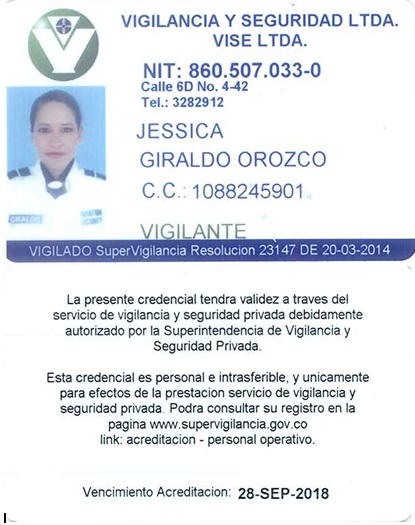 VIGILANCIA Y SEGURIDAD LTDA.
VISE LTDA.
NIT: 860.507.033-0
Calle 6D No. 4-42
Tel.: 3282912
JESSICA
GIRALDO OROZCO
C.C.: 1088245901
GIRALDO
AVIATION
SECURITY
VIGILANTE
VIGILADO SuperVigilancia Resolucion 23147 DE 20-03-2014
La presente credencial tendra validez a traves del
servicio de vigilancia y seguridad privada debidamente
autorizado por la Superintendencia de Vigilancia y
Seguridad Privada.
Esta credencial es personal e intrasferible, y unicamente
para efectos de la prestacion servicio de vigilancia y
seguridad privada. Podra consultar su registro en la
pagina www.supervigilancia.gov.co
link: acreditacion - personal operativo.
Vencimiento Acreditacion: 28-SEP-2018